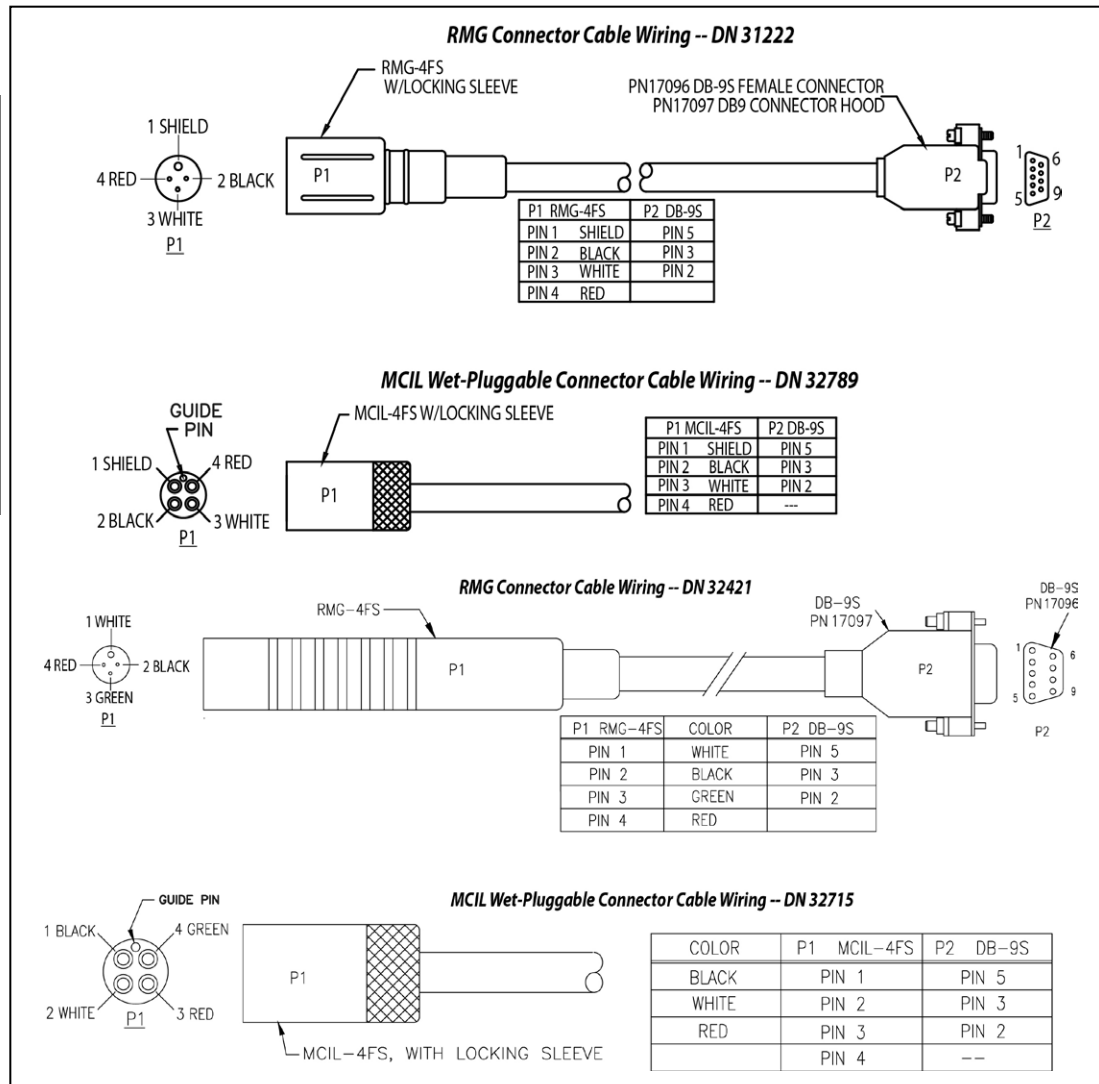 RMG Connector Cable Wiring -- DN 31222
RMG-4FS
W/LOCKING SLEEVE
PN17096 DB-9S FEMALE CONNECTOR
PN17097 DB9 CONNECTOR HOOD
1 SHIELD
4 RED
2 BLACK
3 WHITE
P1
P1
P2
1
6
5
9
P2
P1 RMG-4FS P2 DB-9S
PIN 1 SHIELD PIN 5
PIN 2 BLACK PIN 3
PIN 3 WHITE PIN 2
PIN 4 RED
MCIL Wet-Pluggable Connector Cable Wiring -- DN 32789
GUIDE
PIN
1 SHIELD
4 RED
2 BLACK
3 WHITE
P1
MCIL-4FS W/LOCKING SLEEVE
P1
P1 MCIL-4FS P2 DB-9S
PIN 1 SHIELD PIN 5
PIN 2 BLACK PIN 3
PIN 3 WHITE PIN 2
PIN 4 RED ---
RMG Connector Cable Wiring -- DN 32421
1 WHITE
4 RED
2 BLACK
3 GREEN
P1
RMG-4FS
P1
DB-9S
PN 17097
P2
DB-9S
PN 17096
1
6
5
9
P2
P1 RMG-4FS COLOR P2 DB-9S
PIN 1 WHITE PIN 5
PIN 2 BLACK PIN 3
PIN 3 GREEN PIN 2
PIN 4 RED
MCIL Wet-Pluggable Connector Cable Wiring -- DN 32715
GUIDE PIN
1 BLACK
4 GREEN
2 WHITE
3 RED
P1
P1
MCIL-4FS, WITH LOCKING SLEEVE
COLOR P1 MCIL-4FS P2 DB-9S
BLACK PIN 1 PIN 5
WHITE PIN 2 PIN 3
RED PIN 3 PIN 2
PIN 4 --